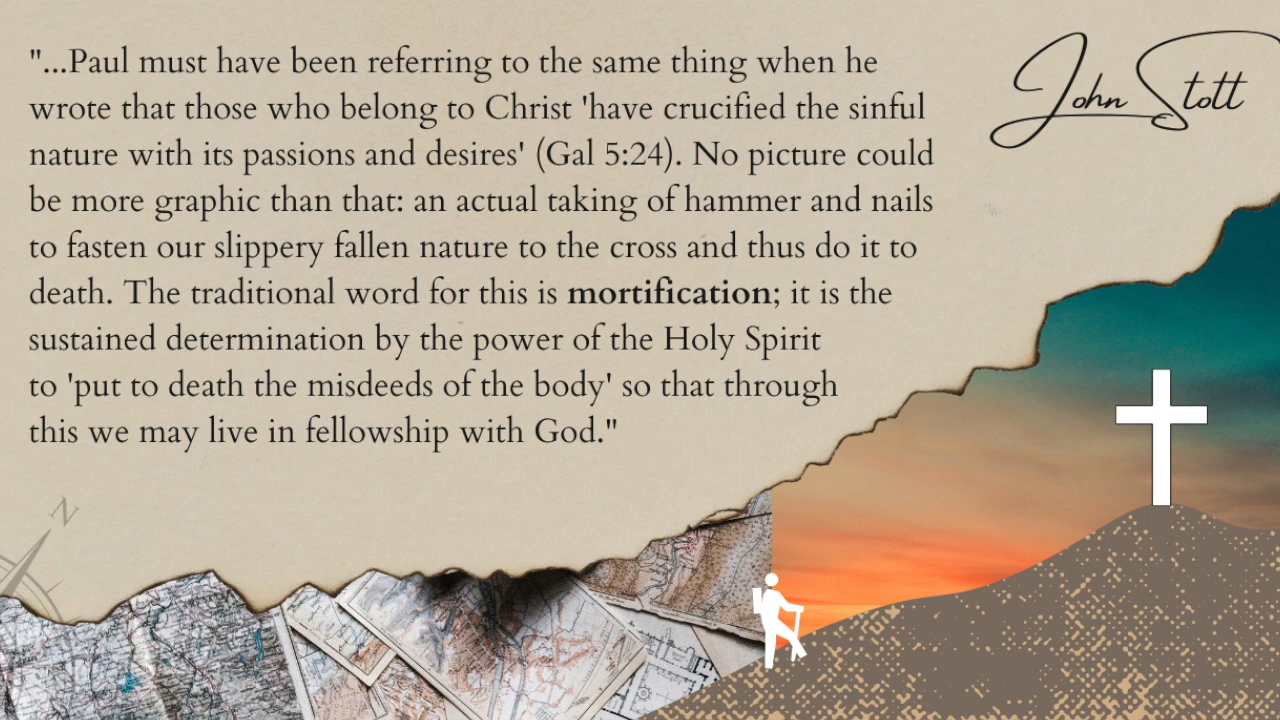 "...Paul must have been referring to the same thing when he
wrote that those who belong to Christ 'have crucified the sinful
nature with its passions and desires' (Gal 5:24). No picture could
be more graphic than that: an actual taking of hammer and nails
to fasten our slippery fallen nature to the cross and thus do it to
death. The traditional word for this is mortification; it is the
sustained determination by the power of the Holy Spirit
to 'put to death the misdeeds of the body' so that through
this we may live in fellowship with God."
John Stott
N